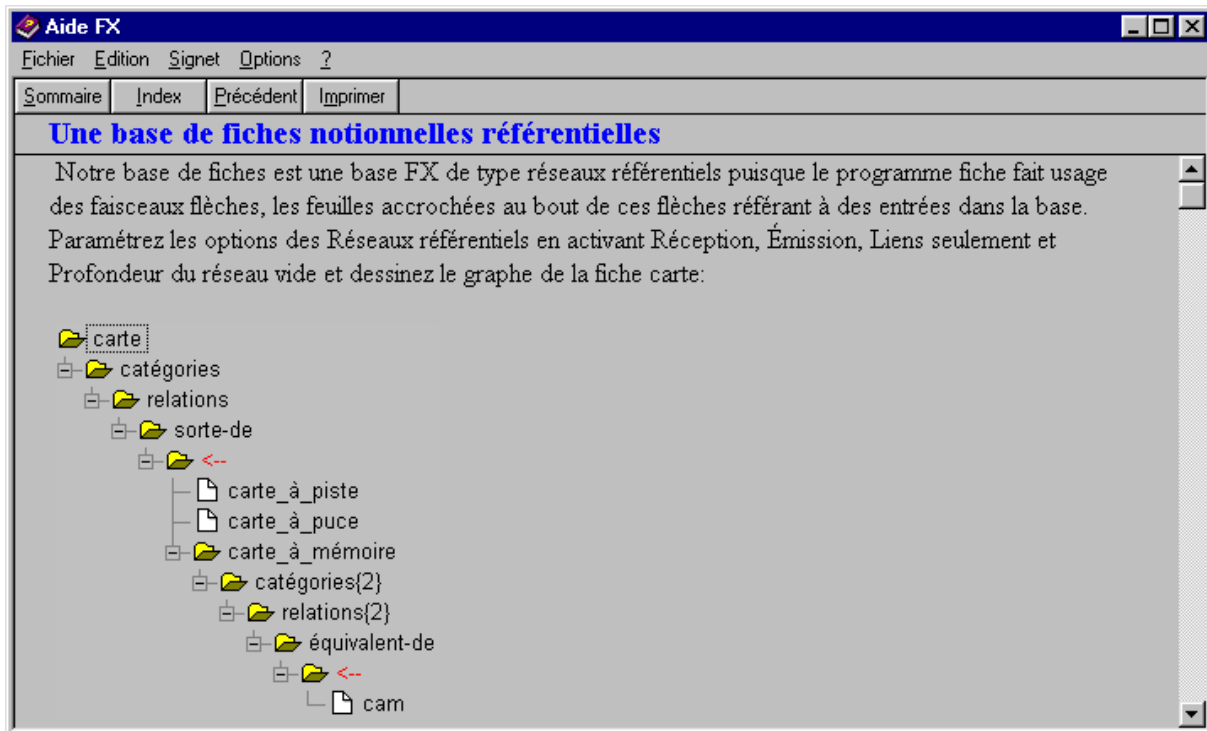 Aide FX
Fichier Edition Signet Options ?
Sommaire Index Précédent Imprimer
Une base de fiches notionnelles référentielles
Notre base de fiches est une base FX de type réseaux référentiels puisque le programme fiche fait usage
des faisceaux flèches, les feuilles accrochées au bout de ces flèches référant à des entrées dans la base.
Paramétrez les options des Réseaux référentiels en activant Réception, Émission, Liens seulement et
Profondeur du réseau vide et dessinez le graphe de la fiche carte:
carte
catégories
relations
sorte-de
<--
carte_à_piste
carte_à_puce
carte_à_mémoire
catégories{2}
relations{2}
équivalent-de
<--
cam